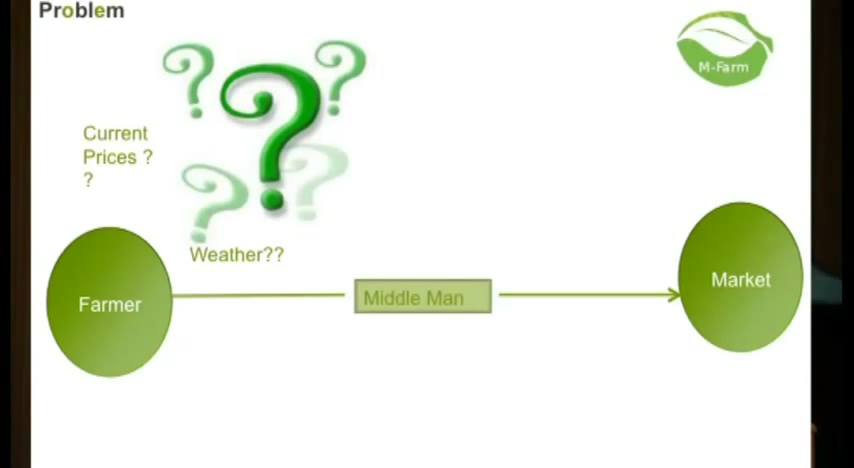 Problem
M-Farm
Current
Prices ?
?
Weather??
Farmer
Middle Man
Market